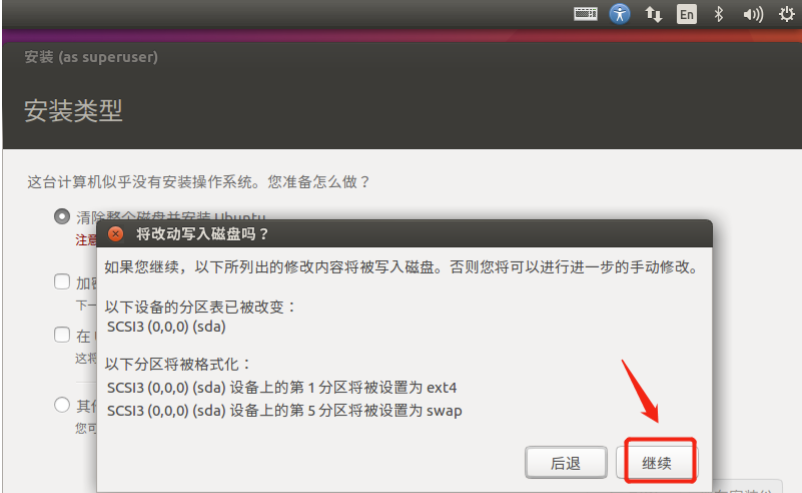 En
安装 (as superuser)
安装类型
这台计算机似乎没有安装操作系统。您准备怎么做？
清除整个磁盘并安装 Ubuntu
注意
将改动写入磁盘吗？
如果您继续，以下所列出的修改内容将被写入磁盘。否则您将可以进行进一步的手动修改。
加密
下一
以下设备的分区表已被改变：
SCSI3 (0,0,0) (sda)
在
这将
以下分区将被格式化：
SCSI3 (0,0,0) (sda) 设备上的第 1 分区将被设置为 ext4
SCSI3 (0,0,0) (sda) 设备上的第 5 分区将被设置为 swap
其他
您可
后退
继续